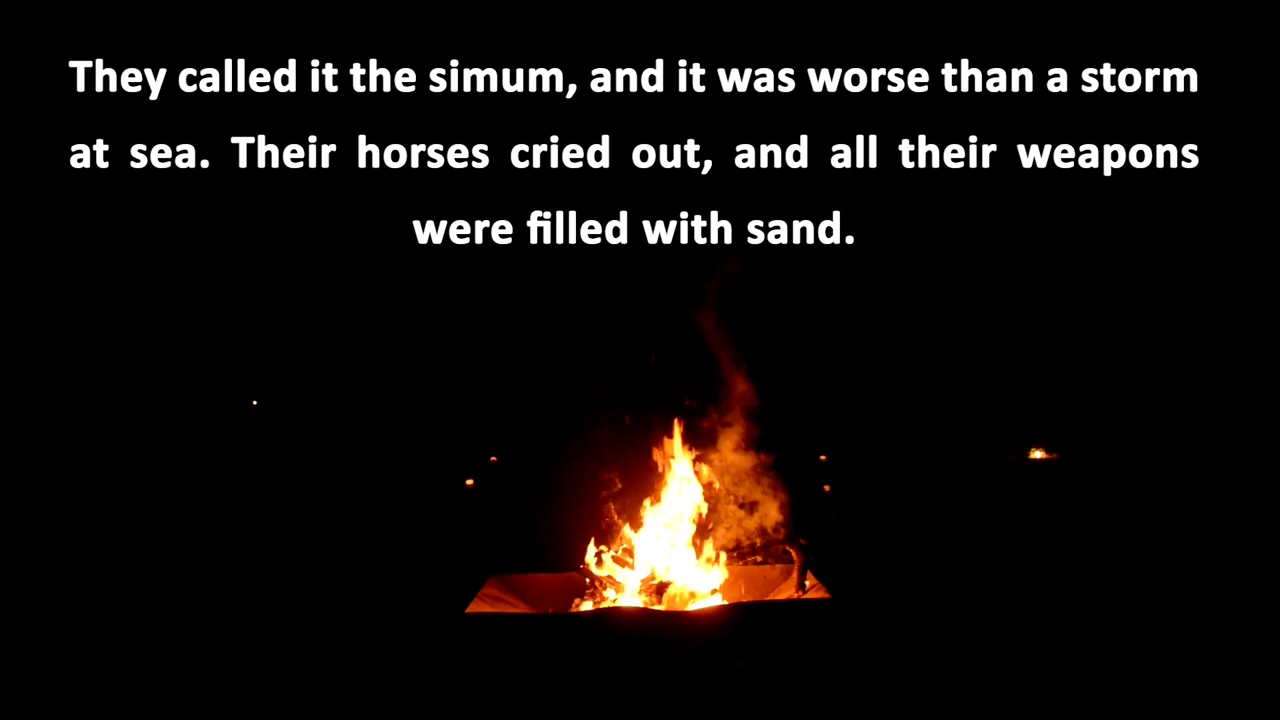 They called it the simum, and it was worse than a storm
at sea. Their horses cried out, and all their weapons
were filled with sand.